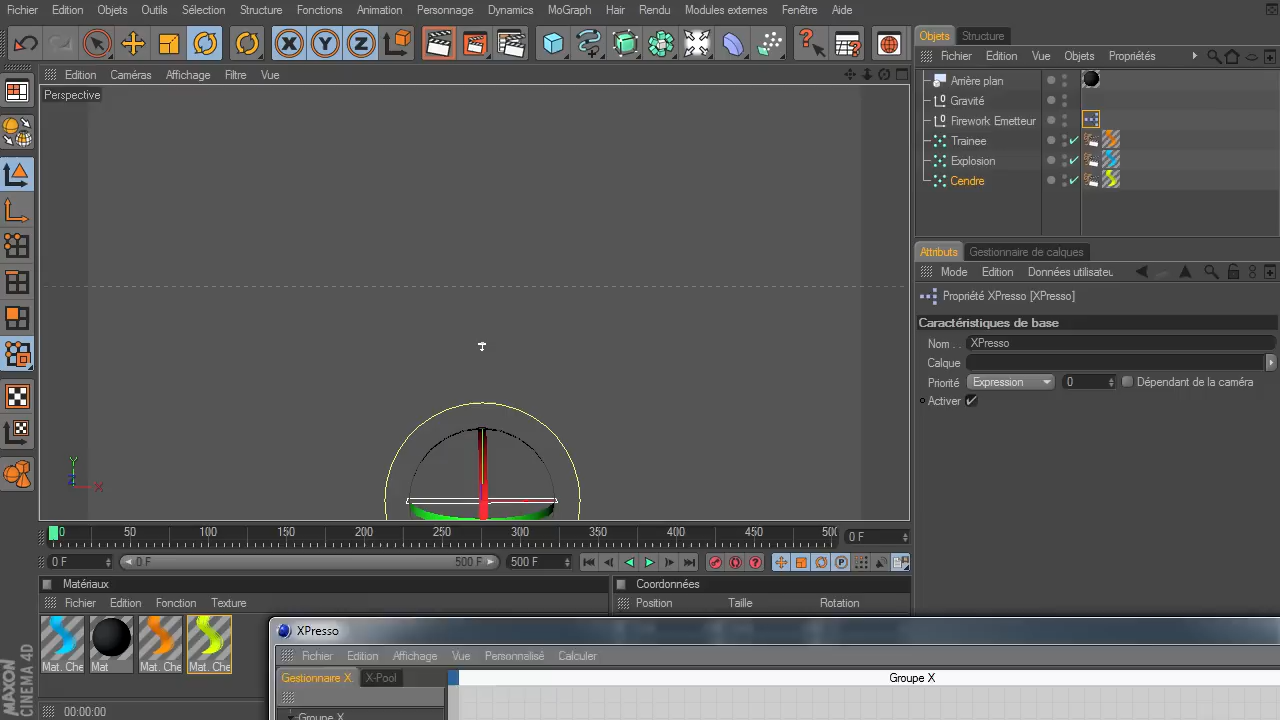 Fichier Edition Objets Outils Sélection Structure Fonctions Animation Personnage Dynamics MoGraph Hair Rendu Modules externes Fenêtre Aide
Objets Structure
Fichier Edition Vue Objets Propriétés
Edition Caméras Affichage Filtre Vue
Perspective
Arrière plan
Gravité
Firework Emetteur
Trainee
Explosion
Cendre
Attributs Gestionnaire de calques
Mode Edition Données utilisateu
Propriété XPresso [XPresso]
Caractéristiques de base
Nom . . XPresso
Calque
Priorité Expression 0 Dépendant de la caméra
Activer
X Y Z
Y
Z X
0 50 100 150 200 250 300 350 400 450 500 0 F
0 F 0 F 500 F 500 F
Matériaux
Coordonnées
Fichier Edition Fonction Texture
Position Taille Rotation
Mat. Che Mat Mat. Che Mat. Che
XPresso
Fichier Edition Affichage Vue Personnalisé Calculer
Gestionnaire X. X-Pool
Groupe X
Groupe X
00:00:00
MAXON
CINEMA 4D